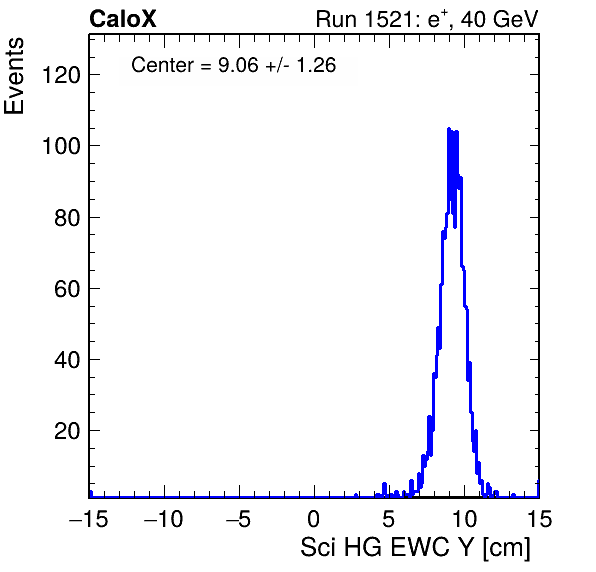 CaloX
Run 1521: e+, 40 GeV
Center = 9.06 +/- 1.26
Events
120
100
80
60
40
20
−15 −10 −5 0 5 10 15
Sci HG EWC Y [cm]